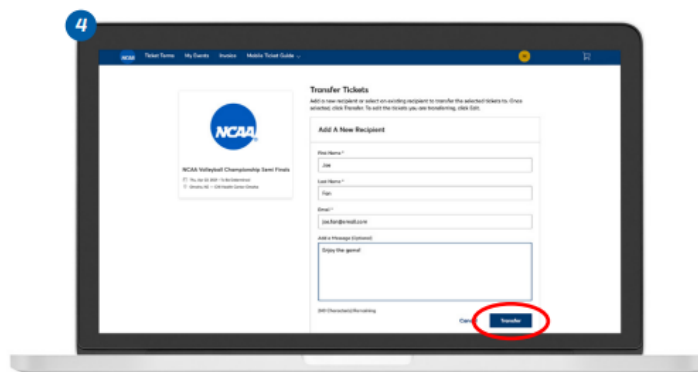 4
NCAA Ticket Terms My Events Invoice Mobile Ticket Guide
Transfer Tickets
Add a new recipient or select an existing recipient to transfer the selected tickets to. Once
selected, click Transfer. To edit the tickets you are transferring, click Edit.
NCAA
NCAA Volleyball Championship Semi Finals
Add A New Recipient
First Name *
Joe
Last Name *
Fan
Email *
joe.fan@email.com
Add a Message (Optional)
Enjoy the game!
Character(s) Remaining
Transfer